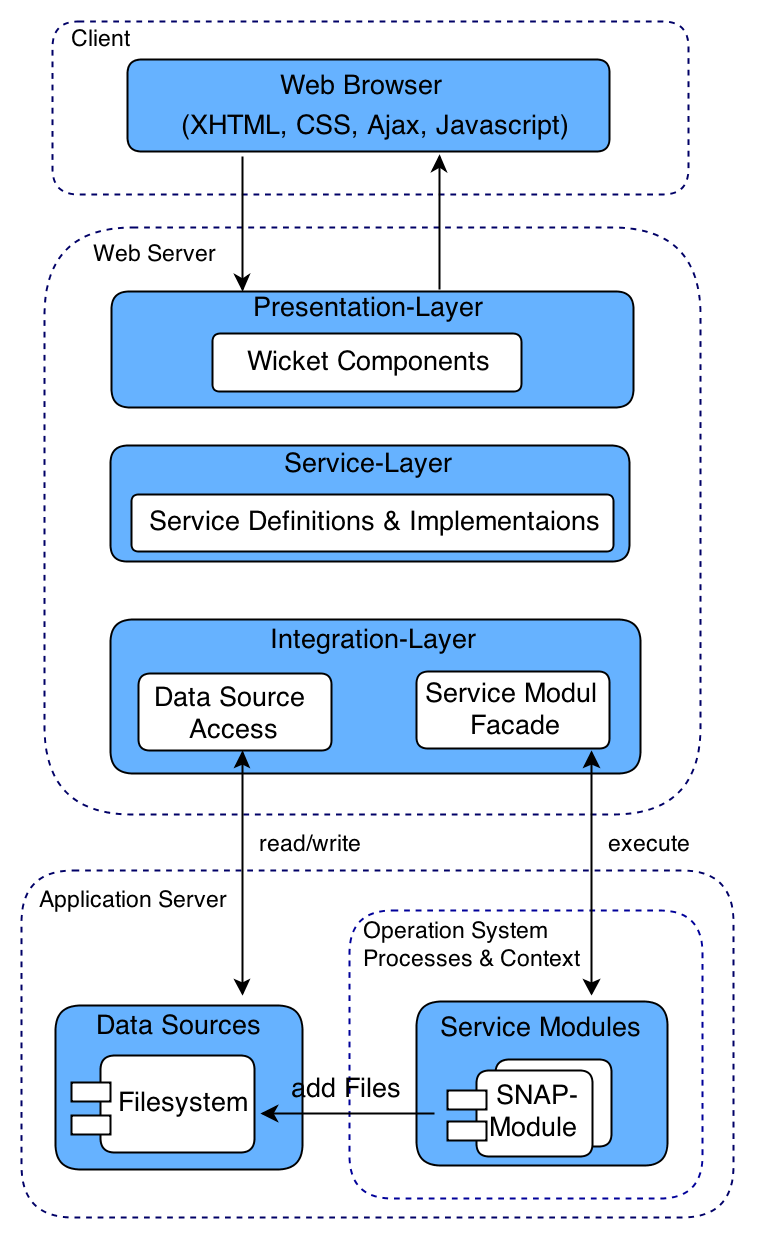 Client
Web Browser
(XHTML, CSS, Ajax, Javascript)
Web Server
Presentation-Layer
Wicket Components
Service-Layer
Service Definitions & Implementaions
Integration-Layer
Data Source
Access
Service Modul
Facade
read/write
execute
Application Server
Operation System
Processes & Context
Data Sources
Filesystem
add Files
Service Modules
SNAP-
Module